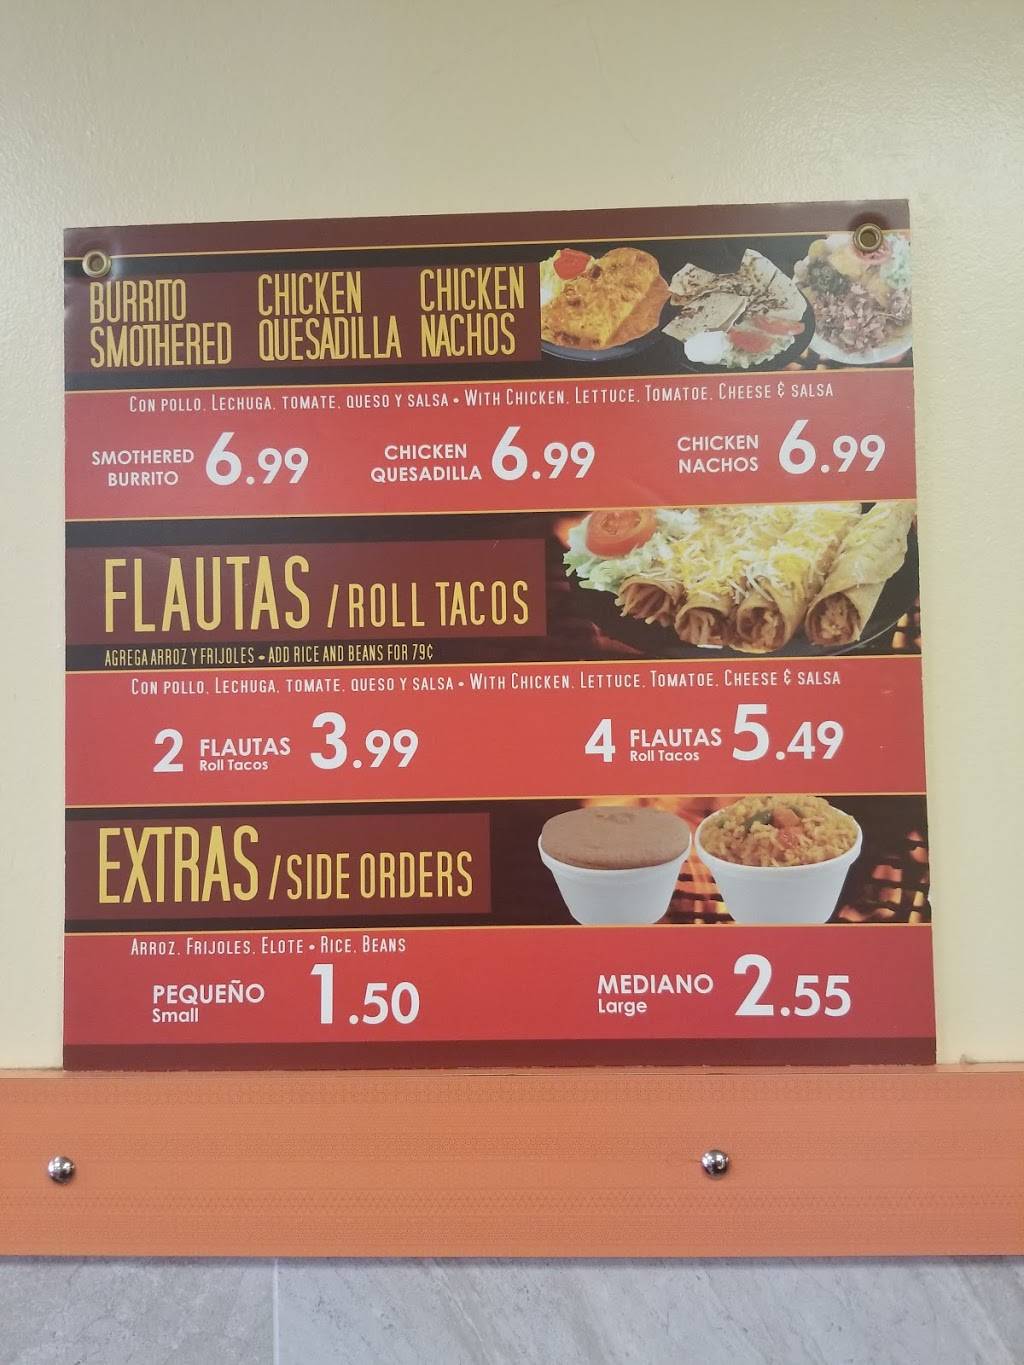 BURRITO SMOTHERED
CHICKEN QUESADILLA
CHICKEN NACHOS
CON POLLO, LECHUGA, TOMATE, QUESO Y SALSA • WITH CHICKEN, LETTUCE, TOMATOE, CHEESE & SALSA
SMOTHERED BURRITO 6.99
CHICKEN QUESADILLA 6.99
CHICKEN NACHOS 6.99
FLAUTAS / ROLL TACOS
AGREGA ARROZ Y FRIJOLES • ADD RICE AND BEANS FOR 79¢
CON POLLO, LECHUGA, TOMATE, QUESO Y SALSA • WITH CHICKEN, LETTUCE, TOMATOE, CHEESE & SALSA
2 FLAUTAS Roll Tacos 3.99
4 FLAUTAS Roll Tacos 5.49
EXTRAS / SIDE ORDERS
ARROZ, FRIJOLES, ELOTE • RICE, BEANS
PEQUEÑO Small 1.50
MEDIANO Large 2.55